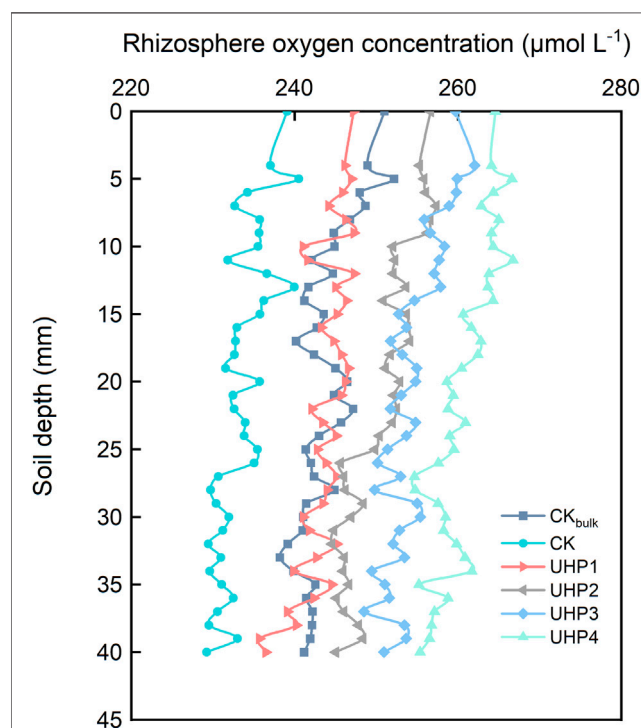 Rhizosphere oxygen concentration (µmol L⁻¹)
220 240 260 280
0
5
10
15
20
25
30
35
40
45
Soil depth (mm)
CKbulk
CK
UHP1
UHP2
UHP3
UHP4